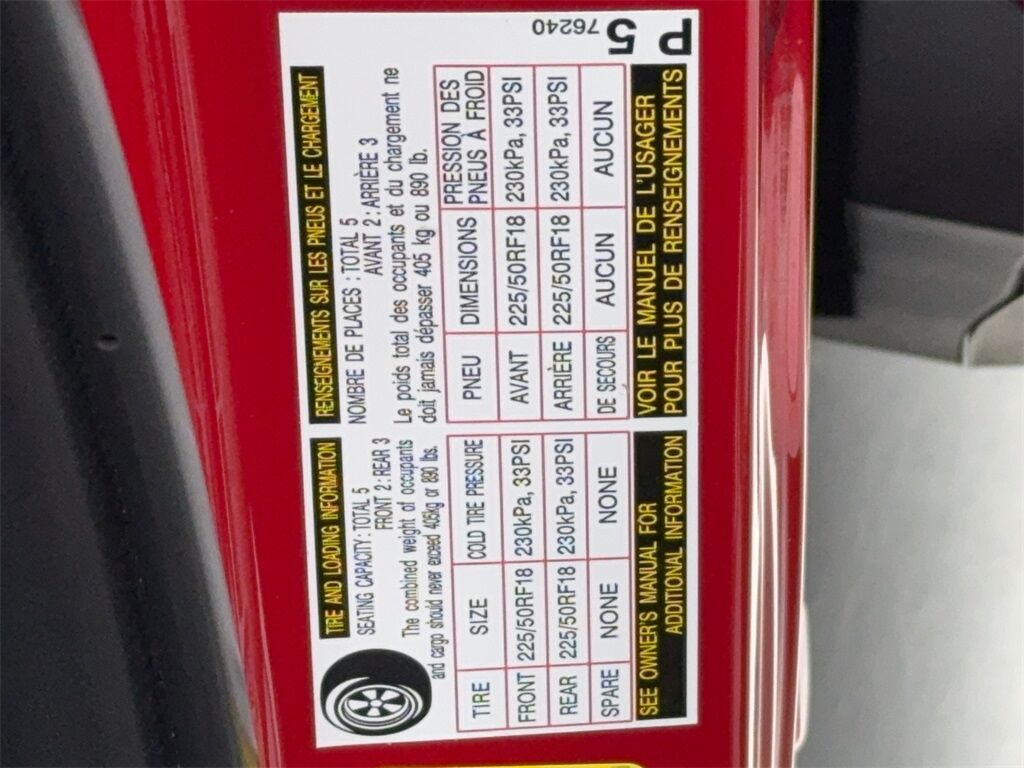 TIRE AND LOADING INFORMATION
SEATING CAPACITY : TOTAL 5
FRONT 2 : REAR 3
The combined weight of occupants
and cargo should never exceed 405kg or 890 lbs.
TIRE SIZE COLD TIRE PRESSURE
FRONT 225/50RF18 230kPa, 33PSI
REAR 225/50RF18 230kPa, 33PSI
SPARE NONE NONE
SEE OWNER'S MANUAL FOR
ADDITIONAL INFORMATION
RENSEIGNEMENTS SUR LES PNEUS ET LE CHARGEMENT
NOMBRE DE PLACES : TOTAL 5
AVANT 2 : ARRIÈRE 3
Le poids total des occupants et du chargement ne
doit jamais dépasser 405 kg ou 890 lb.
PNEU DIMENSIONS PRESSION DES
PNEUS À FROID
AVANT 225/50RF18 230kPa, 33PSI
ARRIÈRE 225/50RF18 230kPa, 33PSI
DE SECOURS AUCUN AUCUN
VOIR LE MANUEL DE L'USAGER
POUR PLUS DE RENSEIGNEMENTS
76240
5
P